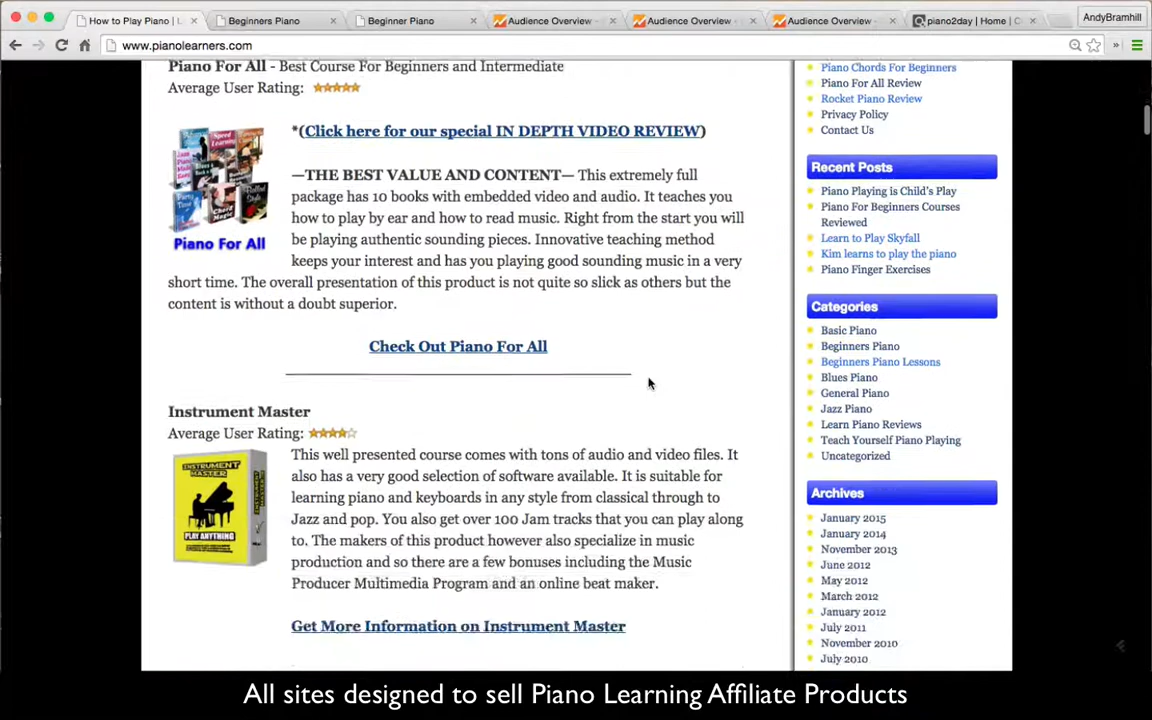 How to Play Piano | L
Beginners Piano
Beginner Piano
Audience Overview -
Audience Overview -
Audience Overview -
piano2day | Home | C
AndyBramhill
www.pianolearners.com
Piano For All - Best Course For Beginners and Intermediate
Average User Rating:
*(Click here for our special IN DEPTH VIDEO REVIEW)
—THE BEST VALUE AND CONTENT— This extremely full
package has 10 books with embedded video and audio. It teaches you
how to play by ear and how to read music. Right from the start you will
be playing authentic sounding pieces. Innovative teaching method
keeps your interest and has you playing good sounding music in a very
short time. The overall presentation of this product is not quite so slick as others but the
content is without a doubt superior.
Piano For All
Check Out Piano For All
Instrument Master
Average User Rating:
INSTRUMENT
MASTER
PLAY ANYTHING
This well presented course comes with tons of audio and video files. It
also has a very good selection of software available. It is suitable for
learning piano and keyboards in any style from classical through to
Jazz and pop. You also get over 100 Jam tracks that you can play along
to. The makers of this product however also specialize in music
production and so there are a few bonuses including the Music
Producer Multimedia Program and an online beat maker.
Get More Information on Instrument Master
Piano Chords For Beginners
Piano For All Review
Rocket Piano Review
Privacy Policy
Contact Us
Recent Posts
Piano Playing is Child's Play
Piano For Beginners Courses
Reviewed
Learn to Play Skyfall
Kim learns to play the piano
Piano Finger Exercises
Categories
Basic Piano
Beginners Piano
Beginners Piano Lessons
Blues Piano
General Piano
Jazz Piano
Learn Piano Reviews
Teach Yourself Piano Playing
Uncategorized
Archives
January 2015
January 2014
November 2013
June 2012
May 2012
March 2012
January 2012
July 2011
November 2010
July 2010
All sites designed to sell Piano Learning Affiliate Products